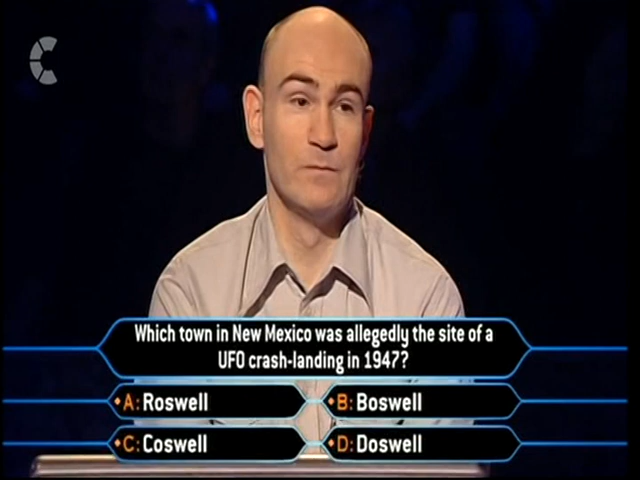 Which town in New Mexico was allegedly the site of a
UFO crash-landing in 1947?
A: Roswell
B: Boswell
C: Coswell
D: Doswell